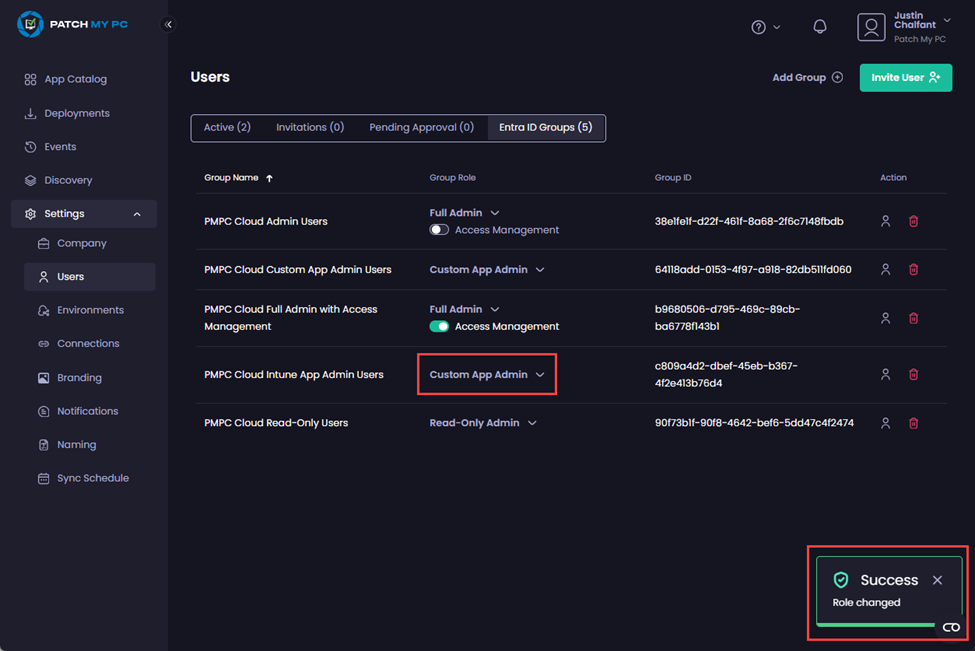 PATCH MY PC
Justin
Chalfant
Patch My PC
App Catalog
Deployments
Events
Discovery
Settings
Company
Users
Environments
Connections
Branding
Notifications
Naming
Sync Schedule
Users
Add Group
Invite User
Active (2) Invitations (0) Pending Approval (0) Entra ID Groups (5)
Group Name Group Role Group ID Action
PMPC Cloud Admin Users
Full Admin
Access Management
38e1fe1f-d22f-461f-8a68-2f6c7148fbdb
PMPC Cloud Custom App Admin Users
Custom App Admin
64118add-0153-4f97-a918-82db511fd060
PMPC Cloud Full Admin with Access
Management
Full Admin
Access Management
b9680506-d795-469c-89cb-
ba6778f143b1
PMPC Cloud Intune App Admin Users
Custom App Admin
c809a4d2-dbef-45eb-b367-
4f2e413b76d4
PMPC Cloud Read-Only Users
Read-Only Admin
90f73b1f-90f8-4642-bef6-5dd47c4f2474
Success
Role changed